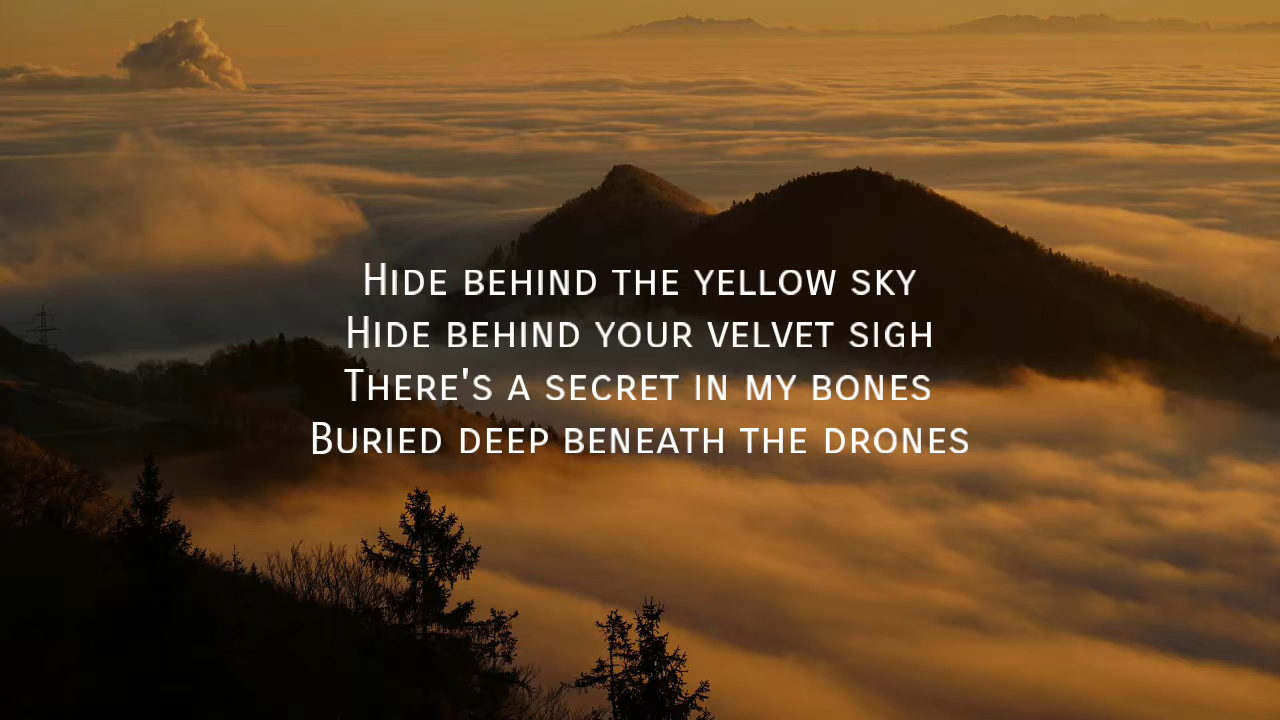 Hide behind the yellow sky
Hide behind your velvet sigh
There's a secret in my bones
Buried deep beneath the drones